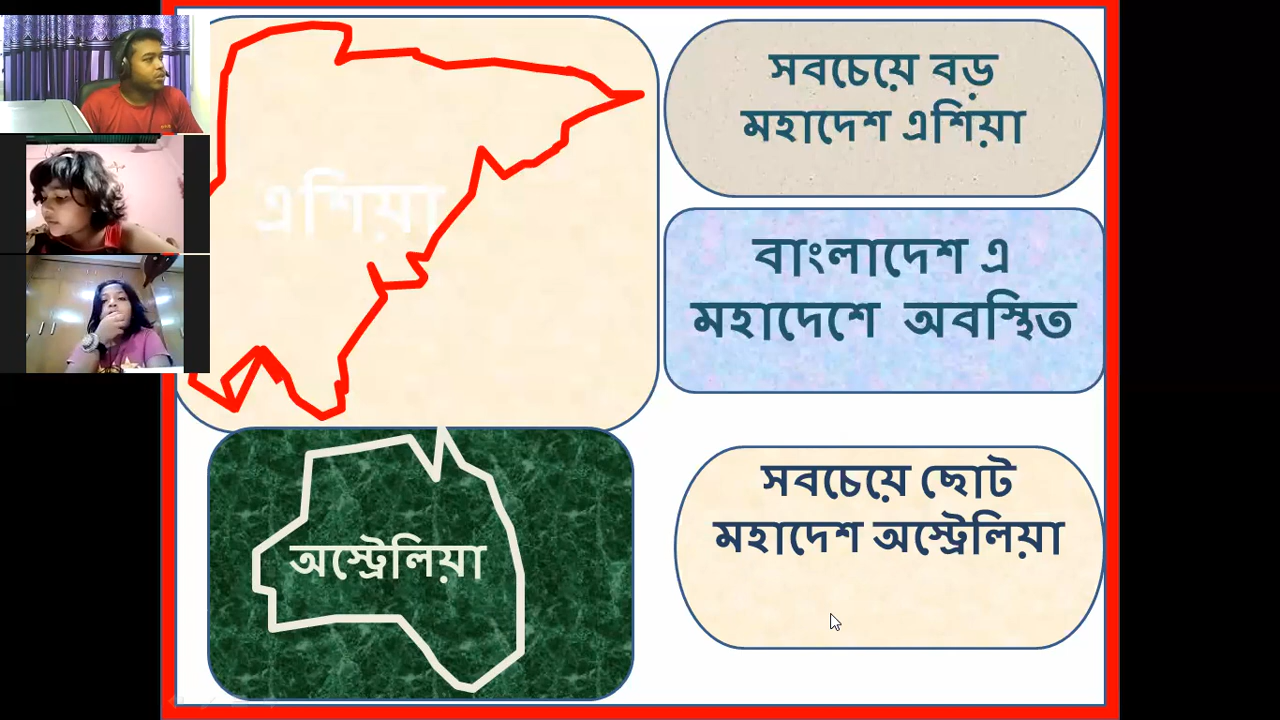 এশিয়া
সবচেয়ে বড়
মহাদেশ এশিয়া
বাংলাদেশ এ
মহাদেশে অবস্থিত
অস্ট্রেলিয়া
সবচেয়ে ছোট
মহাদেশ অস্ট্রেলিয়া